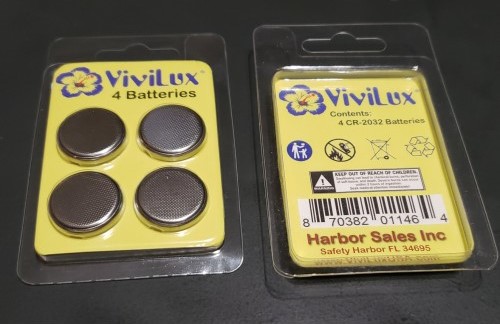 ViviLux
4 Batteries
ViviLux
Contents:
4 CR-2032 Batteries
KEEP OUT OF REACH OF CHILDREN.
WARNING
8 70382 01146 4
Harbor Sales Inc
Safety Harbor FL 34695